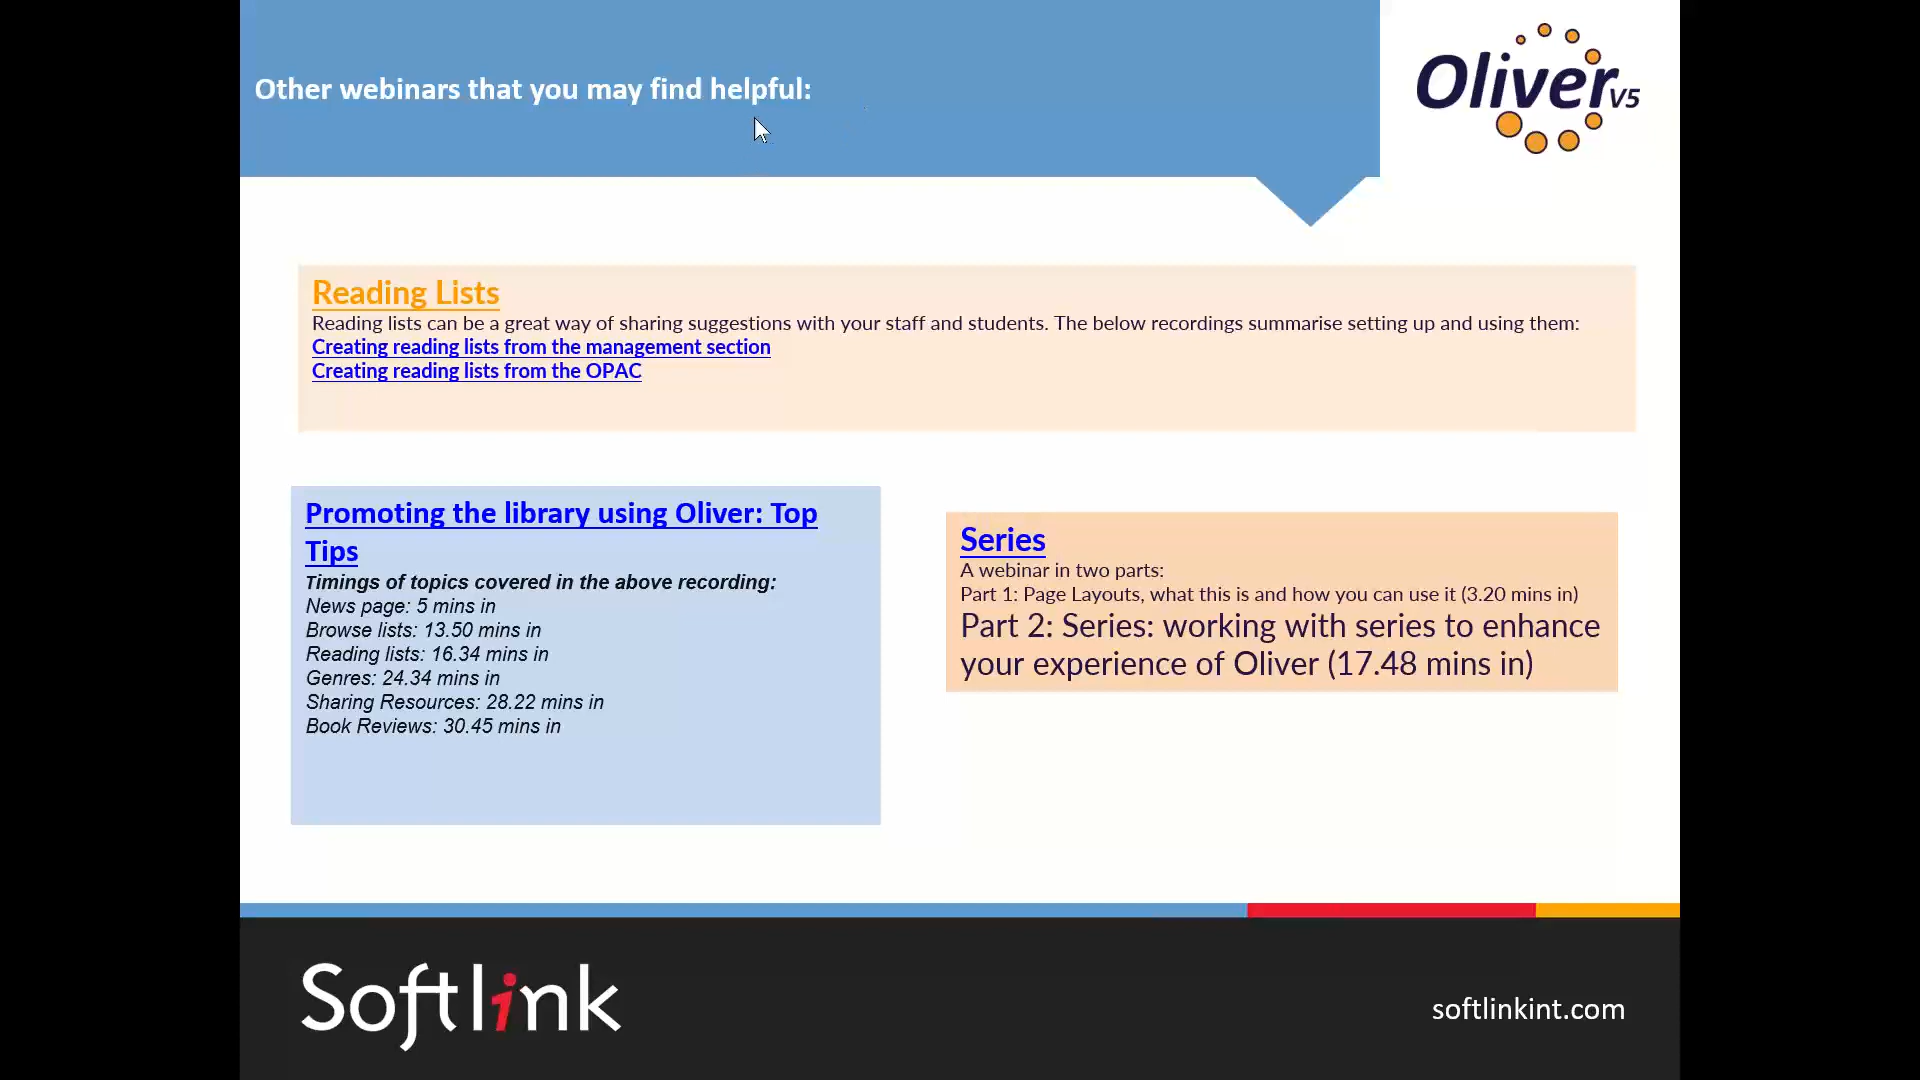 Other webinars that you may find helpful:
Oliver v5
Reading Lists
Reading lists can be a great way of sharing suggestions with your staff and students. The below recordings summarise setting up and using them:
Creating reading lists from the management section
Creating reading lists from the OPAC
Promoting the library using Oliver: Top
Tips
Timings of topics covered in the above recording:
News page: 5 mins in
Browse lists: 13.50 mins in
Reading lists: 16.34 mins in
Genres: 24.34 mins in
Sharing Resources: 28.22 mins in
Book Reviews: 30.45 mins in
Series
A webinar in two parts:
Part 1: Page Layouts, what this is and how you can use it (3.20 mins in)
Part 2: Series: working with series to enhance
your experience of Oliver (17.48 mins in)
Softlink
softlinkint.com